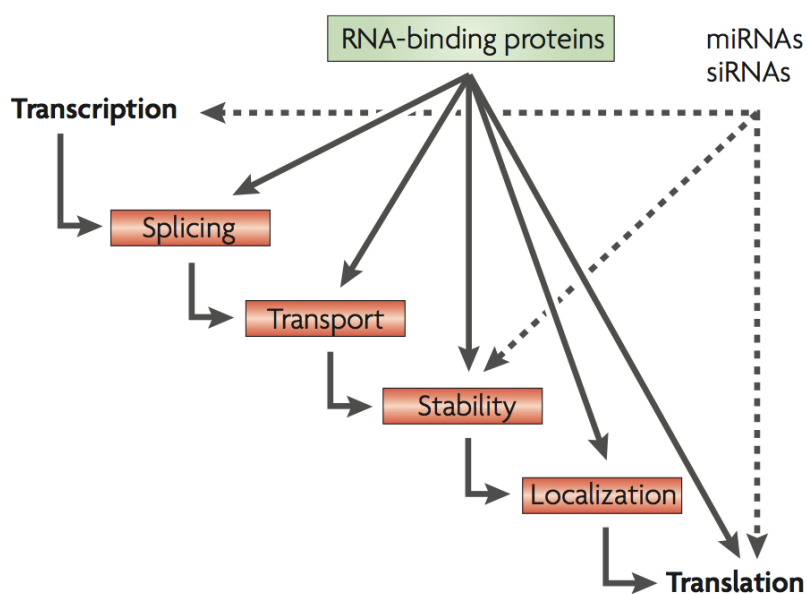 RNA-binding proteins
miRNAs
siRNAs
Transcription
Splicing
Transport
Stability
Localization
Translation